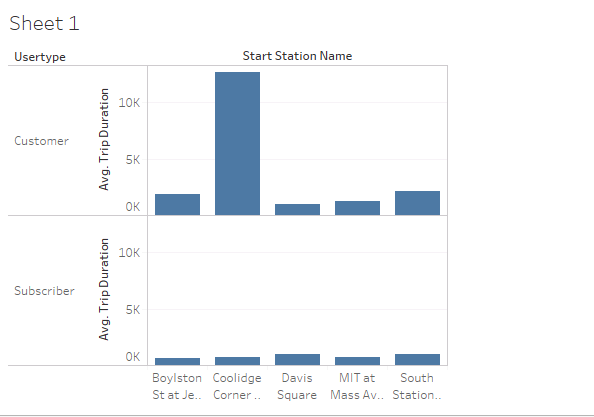 Sheet 1
Usertype
Start Station Name
Customer
Avg. Trip Duration
10K
5K
0K
Subscriber
Avg. Trip Duration
10K
5K
0K
Boylston St at Je..
Coolidge Corner ..
Davis Square
MIT at Mass Av..
South Station..